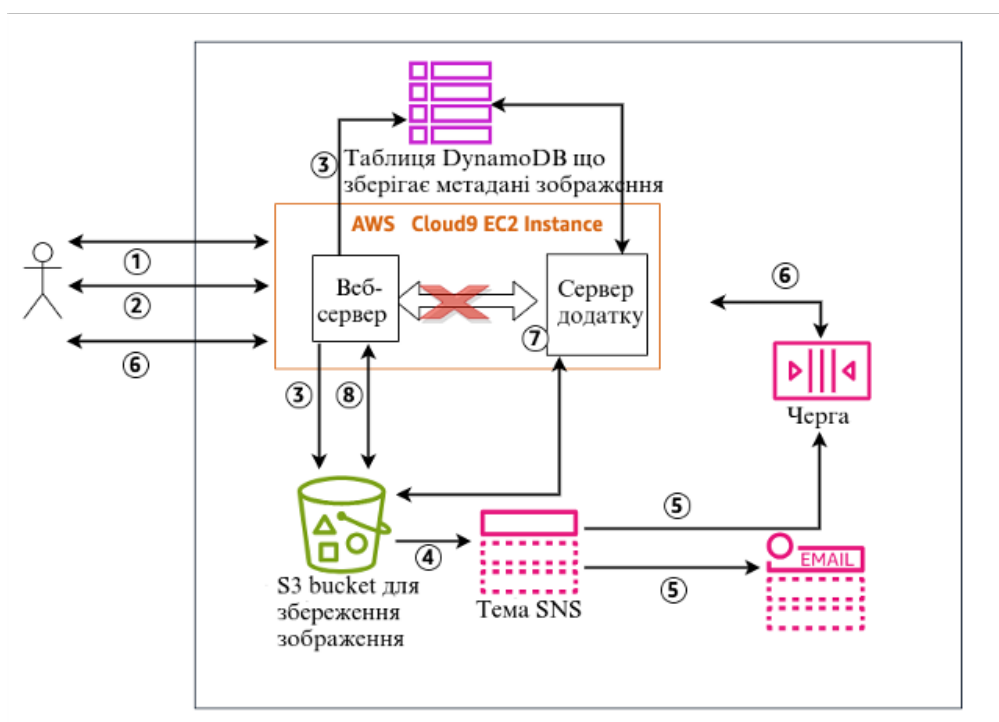 ③
Таблиця DynamoDB що
зберігає метадані зображення
AWS Cloud9 EC2 Instance
①
②
⑥
Веб-
сервер
Сервер
додатку
⑦
⑥
Черга
③
⑧
④
⑤
⑤
EMAIL
S3 bucket для
збереження
зображення
Тема SNS